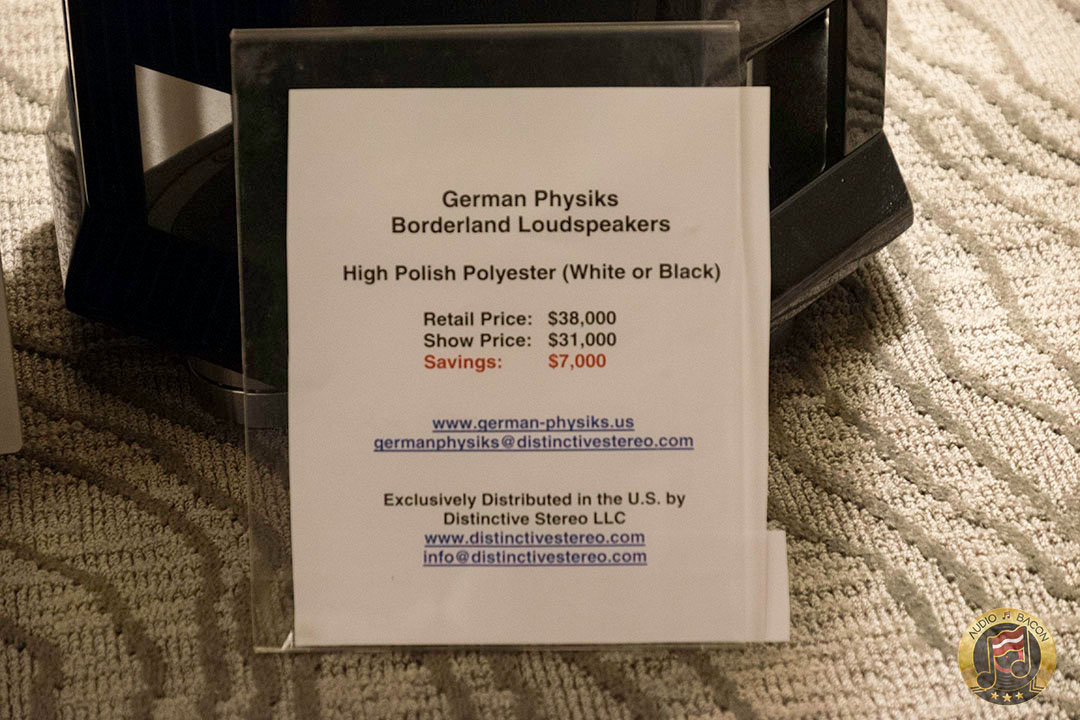 German Physiks
Borderland Loudspeakers
High Polish Polyester (White or Black)
Retail Price: $38,000
Show Price: $31,000
Savings: $7,000
www.german-physiks.us
germanphysiks@distinctivestereo.com
Exclusively Distributed in the U.S. by
Distinctive Stereo LLC
www.distinctivestereo.com
info@distinctivestereo.com
AUDIO BACON